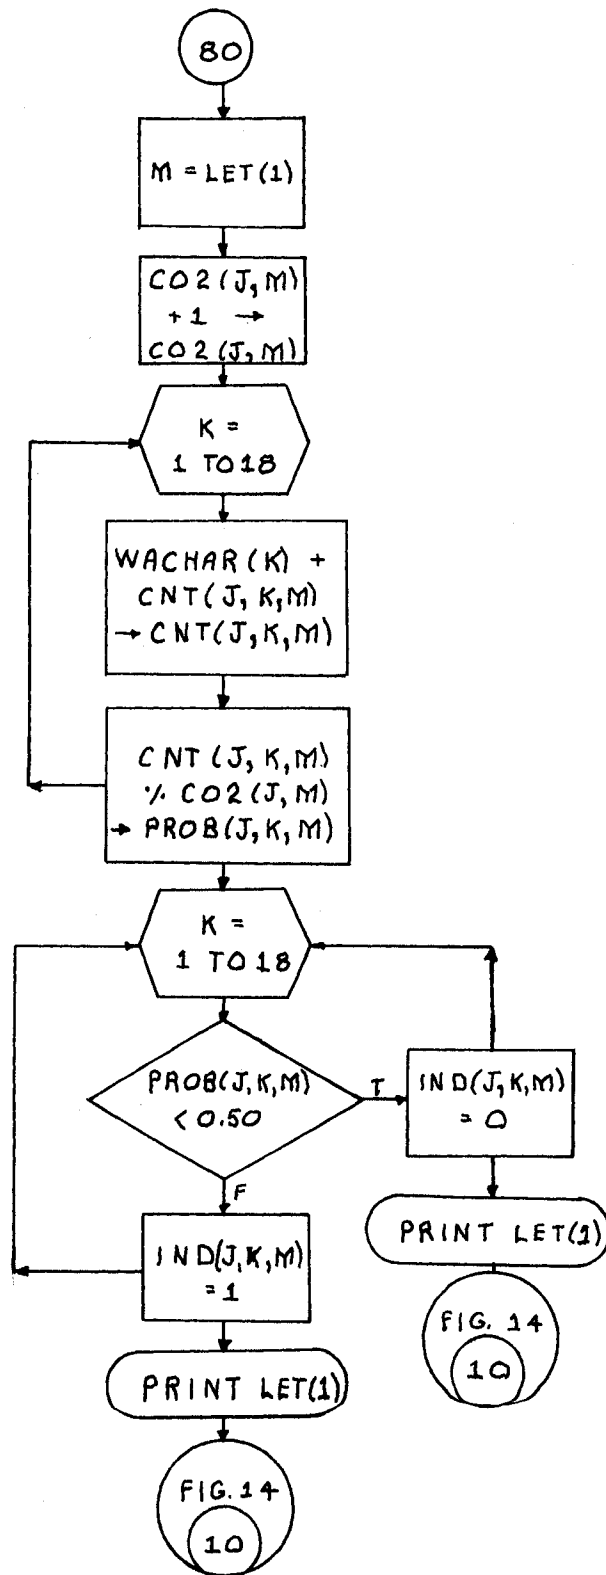 80
M = LET(1)
CO2(J,M)
+1 →
CO2(J,M)
K =
1 TO 18
WACHAR(K) +
CNT(J,K,M)
→ CNT(J,K,M)
CNT(J,K,M)
% CO2(J,M)
→ PROB(J,K,M)
K =
1 TO 18
PROB(J,K,M)
< 0.50
T
IND(J,K,M)
= 0
PRINT LET(1)
FIG. 14
10
F
IND(J,K,M)
= 1
PRINT LET(1)
FIG. 14
10